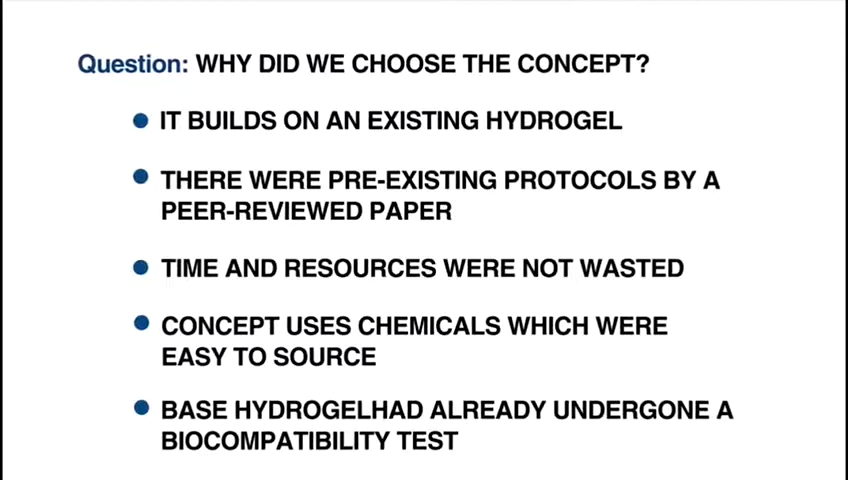 Question: WHY DID WE CHOOSE THE CONCEPT?
IT BUILDS ON AN EXISTING HYDROGEL
THERE WERE PRE-EXISTING PROTOCOLS BY A
PEER-REVIEWED PAPER
TIME AND RESOURCES WERE NOT WASTED
CONCEPT USES CHEMICALS WHICH WERE
EASY TO SOURCE
BASE HYDROGELHAD ALREADY UNDERGONE A
BIOCOMPATIBILITY TEST